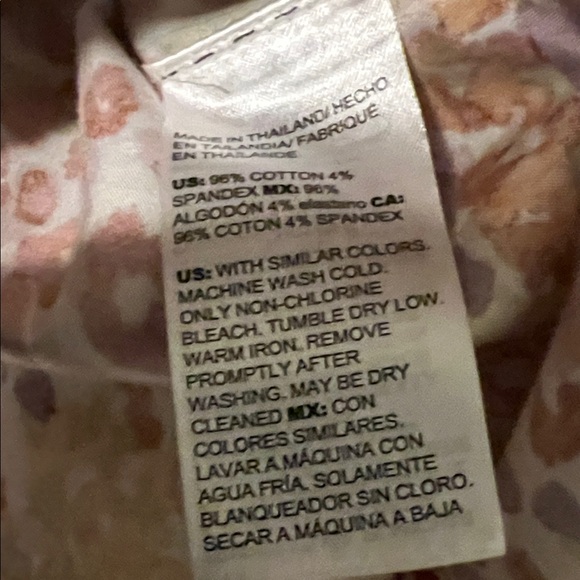 MADE IN THAILAND/ HECHO
EN TAILANDIA/ FABRIQUÉ
EN THAILANDE
US: 96% COTTON 4%
SPANDEX MX: 96%
ALGODÓN 4% elastano CA:
96% COTON 4% SPANDEX
US: WITH SIMILAR COLORS.
MACHINE WASH COLD.
ONLY NON-CHLORINE
BLEACH. TUMBLE DRY LOW.
WARM IRON. REMOVE
PROMPTLY AFTER
WASHING. MAY BE DRY
CLEANED MX: CON
COLORES SIMILARES.
LAVAR A MÁQUINA CON
AGUA FRÍA. SOLAMENTE
BLANQUEADOR SIN CLORO.
SECAR A MÁQUINA A BAJA